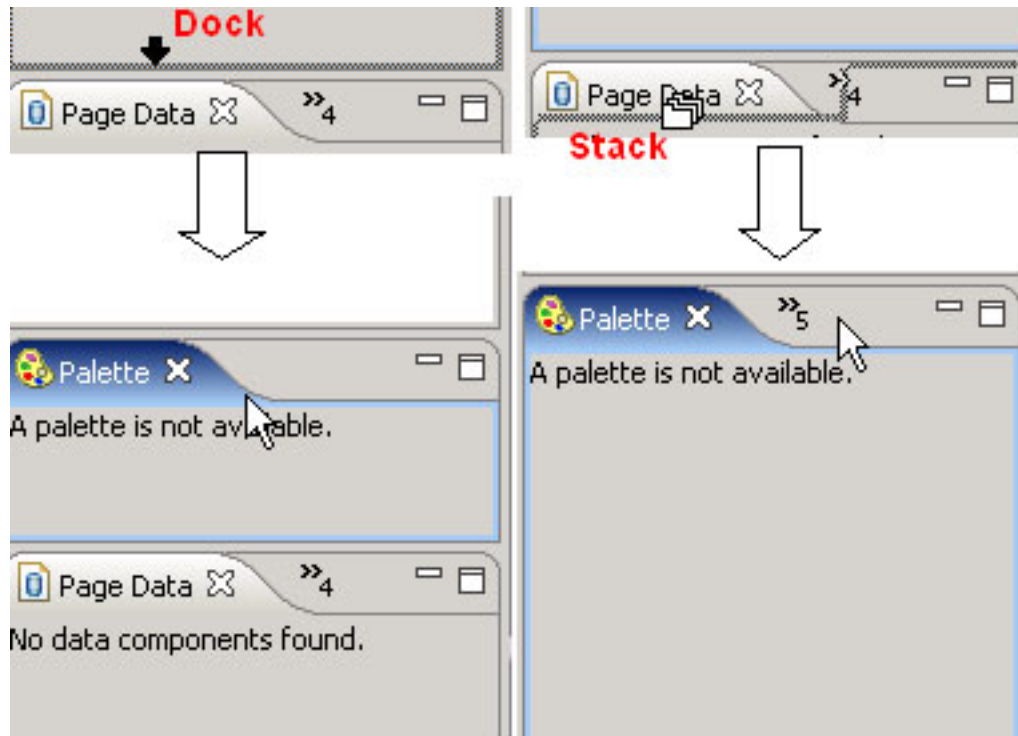 Dock
Page Data
»4
Palette
A palette is not available.
Page Data
»4
No data components found.
Page Data
»4
Stack
Palette
»5
A palette is not available.